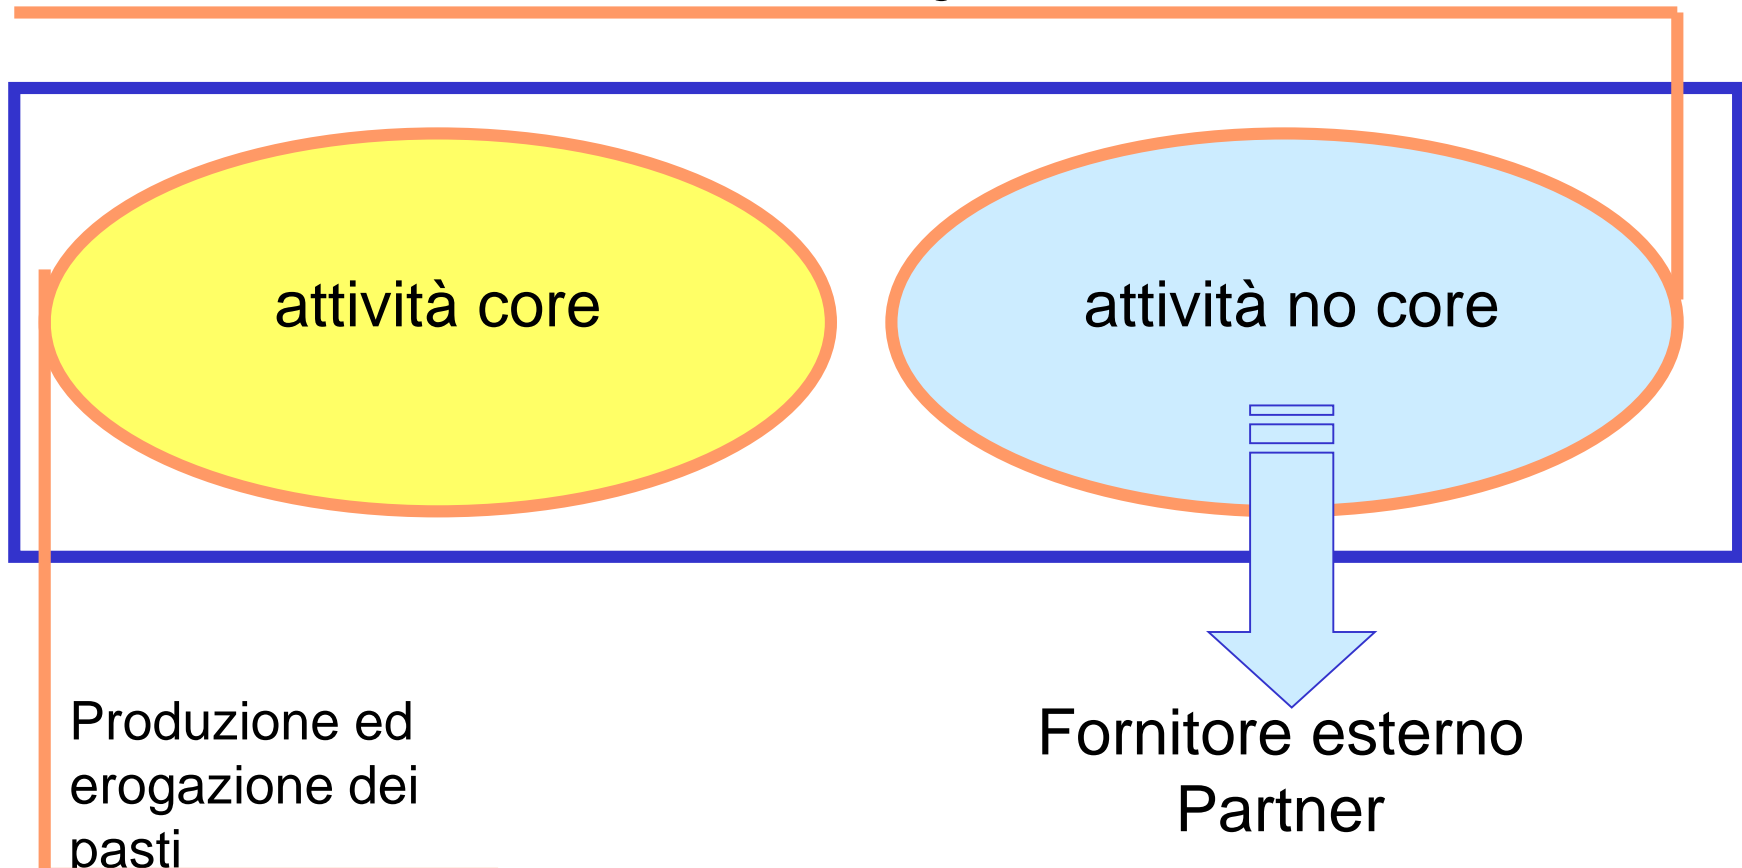 attività core
attività no core
Produzione ed
erogazione dei
pasti
Fornitore esterno
Partner